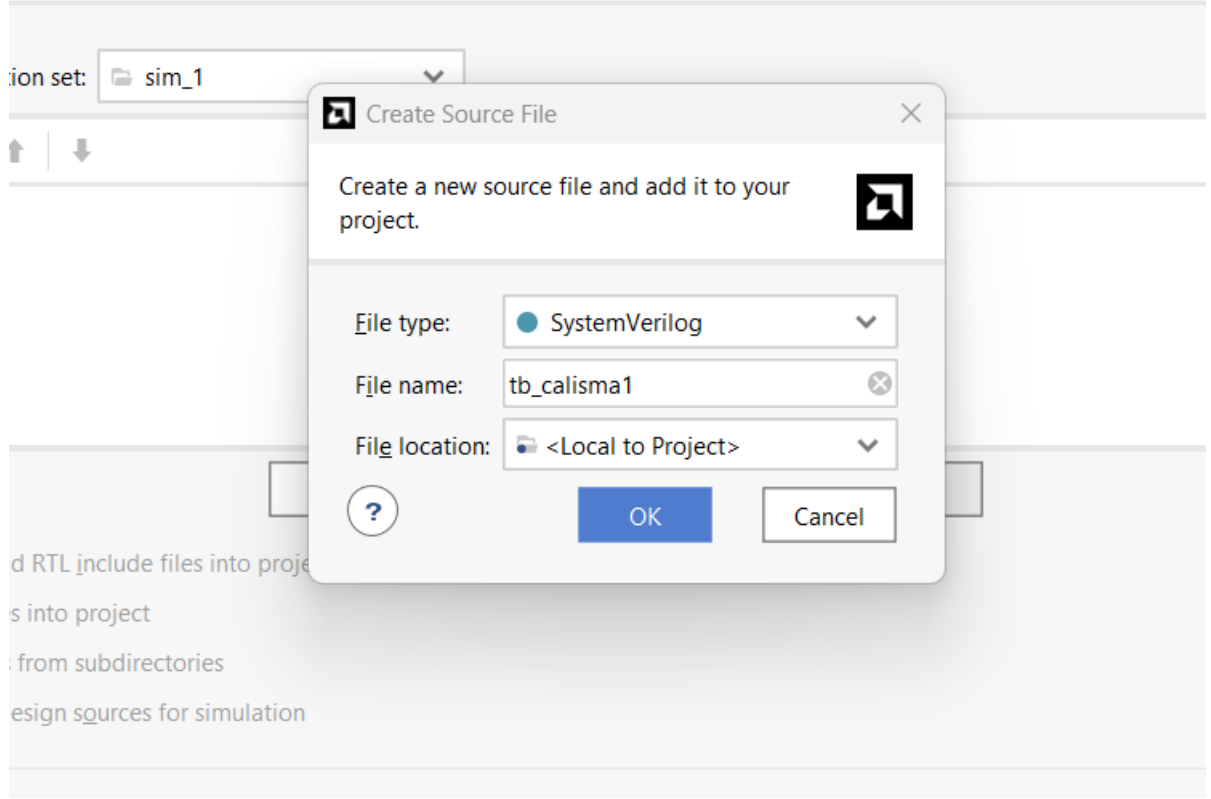 tion set:
sim_1
Create Source File
Create a new source file and add it to your
project.
File type:
SystemVerilog
File name:
tb_calisma1
File location:
<Local to Project>
?
OK
Cancel
d RTL include files into proje
s into project
from subdirectories
esign sources for simulation